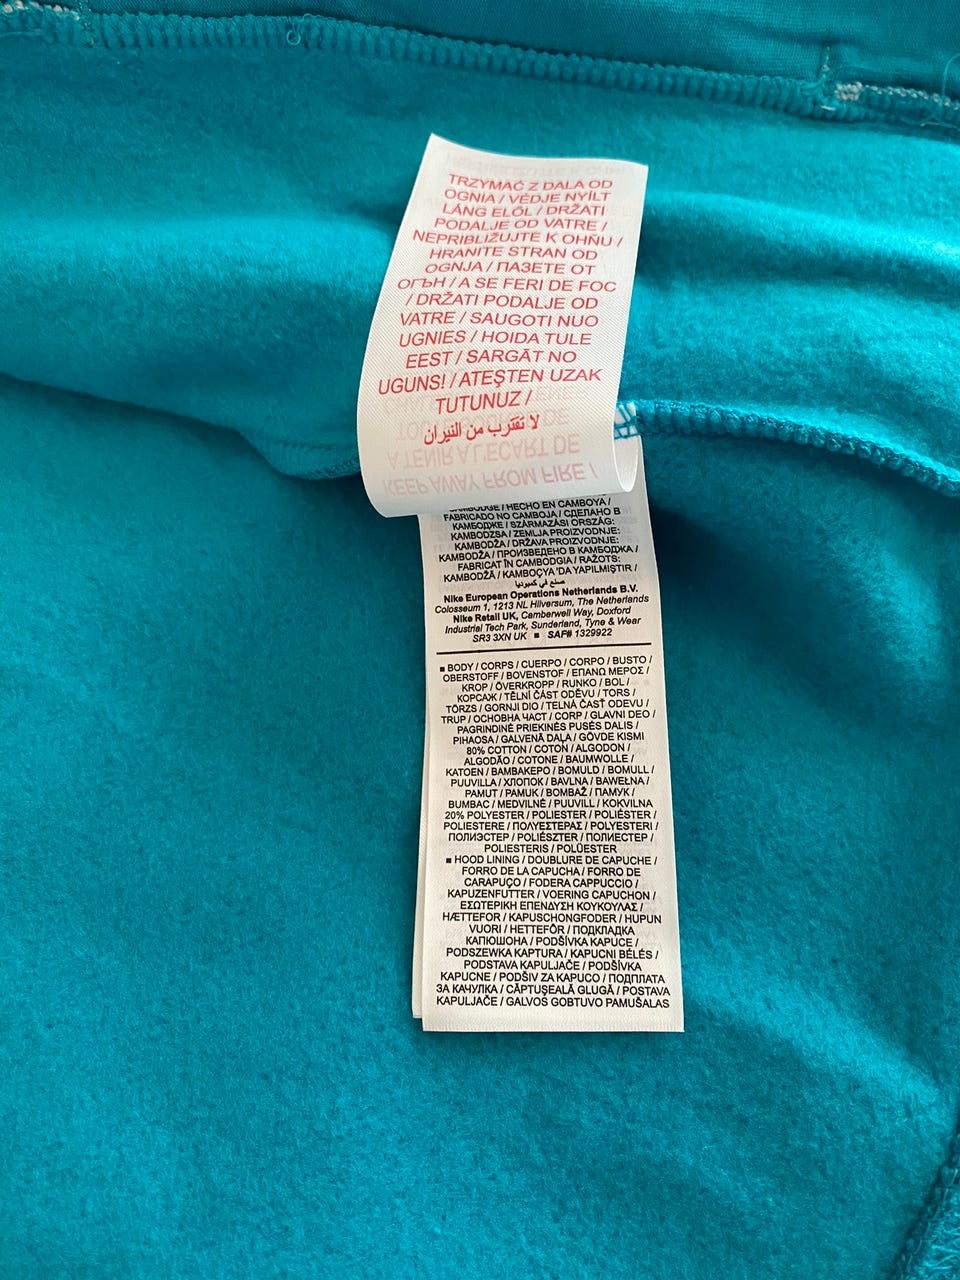 TRZYMAĆ Z DALA OD
OGNIA / VÉDJE NYÍLT
LÁNG ELŐL / DRŽATI
PODALJE OD VATRE /
NEPRIBLIŽUJTE K OHŇU /
HRANITE STRAN OD
OGNJA / ПАЗЕТЕ ОТ
ОГЪН / A SE FERI DE FOC
/ DRŽATI PODALJE OD
VATRE / SAUGOTI NUO
UGNIES / HOIDA TULE
EEST / SARGĀT NO
UGUNS! / ATEŞTEN UZAK
TUTUNUZ /
لا تقترب من النيران
A TENIR A L'ECART DE
KEEP AWAY FROM FIRE /
CAMBODGE / HECHO EN CAMBOYA /
FABRICADO NO CAMBOJA / СДЕЛАНО В
КАМБОДЖЕ / SZÁRMAZÁSI ORSZÁG:
KAMBODZSA / ZEMLJA PROIZVODNJE:
KAMBODŽA / DRŽAVA PROIZVODNJE:
KAMBODŽA / ПРОИЗВЕДЕНО В КАМБОДЖА /
FABRICAT ÎN CAMBODGIA / RAŽOTS:
KAMBODŽĀ / KAMBOÇYA 'DA YAPILMIŞTIR /
صنع في كمبوديا
Nike European Operations Netherlands B.V.
Colosseum 1, 1213 NL Hilversum, The Netherlands
Nike Retail UK, Camberwell Way, Doxford
Industrial Tech Park, Sunderland, Tyne & Wear
SR3 3XN UK ■ SAF# 1329922
■ BODY / CORPS / CUERPO / CORPO / BUSTO /
OBERSTOFF / BOVENSTOF / ΕΠΑΝΩ ΜΕΡΟΣ /
KROP / ÖVERKROPP / RUNKO / BOL /
КОРСАЖ / TĚLNÍ ČÁST ODĚVU / TORS /
TÖRZS / GORNJI DIO / TELNÁ ČASŤ ODEVU /
TRUP / ОСНОВНА ЧАСТ / CORP / GLAVNI DEO /
PAGRINDINĖ PRIEKINĖS PUSĖS DALIS /
PIHAOSA / GALVENĀ DAĻA / GÖVDE KISMI
80% COTTON / COTON / ALGODON /
ALGODÃO / COTONE / BAUMWOLLE /
KATOEN / ΒΑΜΒΑΚΕΡΟ / BOMULD / BOMULL /
PUUVILLA / ХЛОПОК / BAVLNA / BAWEŁNA /
PAMUT / PAMUK / BOMBAŽ / ПАМУК /
BUMBAC / MEDVILNĖ / PUUVILL / KOKVILNA
20% POLYESTER / POLIESTER / POLIÉSTER /
POLIESTERE / ΠΟΛΥΕΣΤΕΡΑΣ / POLYESTERI /
ПОЛИЭСТЕР / POLIÉSZTER / ПОЛИЕСТЕР /
POLIESTERIS / POLÜESTER
■ HOOD LINING / DOUBLURE DE CAPUCHE /
FORRO DE LA CAPUCHA / FORRO DE
CARAPUÇO / FODERA CAPPUCCIO /
KAPUZENFUTTER / VOERING CAPUCHON /
ΕΣΩΤΕΡΙΚΗ ΕΠΕΝΔΥΣΗ ΚΟΥΚΟΥΛΑΣ /
HÆTTEFOR / KAPUSCHONGFODER / HUPUN
VUORI / HETTEFÔR / ПОДКЛАДКА
КАПЮШОНА / PODŠÍVKA KAPUCE /
PODSZEWKA KAPTURA / KAPUCNI BÉLÉS /
PODSTAVA KAPULJAČE / PODŠÍVKA
KAPUCNE / PODŠIV ZA KAPUCO / ПОДПЛАТА
ЗА КАЧУЛКА / CĂPTUŞEALĂ GLUGĂ / POSTAVA
KAPULJAČE / GALVOS GOBTUVO PAMUŠALAS